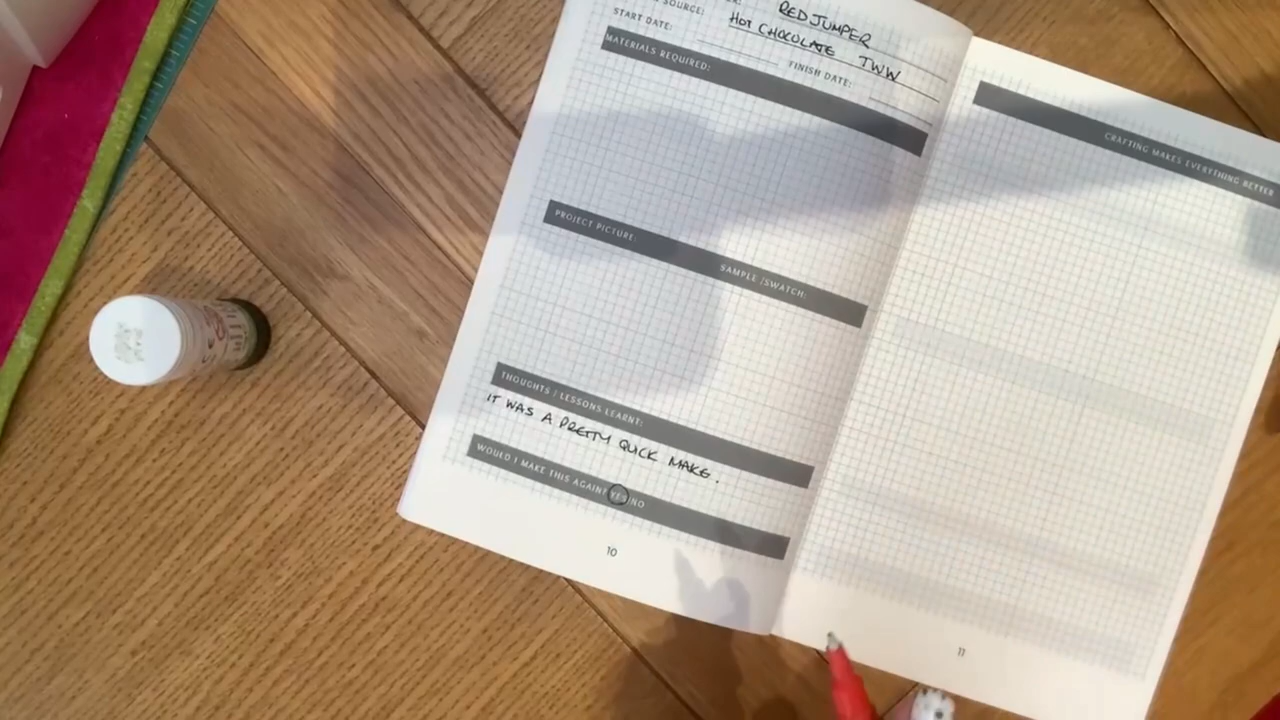 RED JUMPER
SOURCE: HOT CHOCOLATE TWW
START DATE:
FINISH DATE:
MATERIALS REQUIRED:
PROJECT PICTURE:
SAMPLE /SWATCH:
THOUGHTS / LESSONS LEARNT:
IT WAS A PRETTY QUICK MAKE.
WOULD I MAKE THIS AGAIN? YES/NO
10
CRAFTING MAKES EVERYTHING BETTER
11